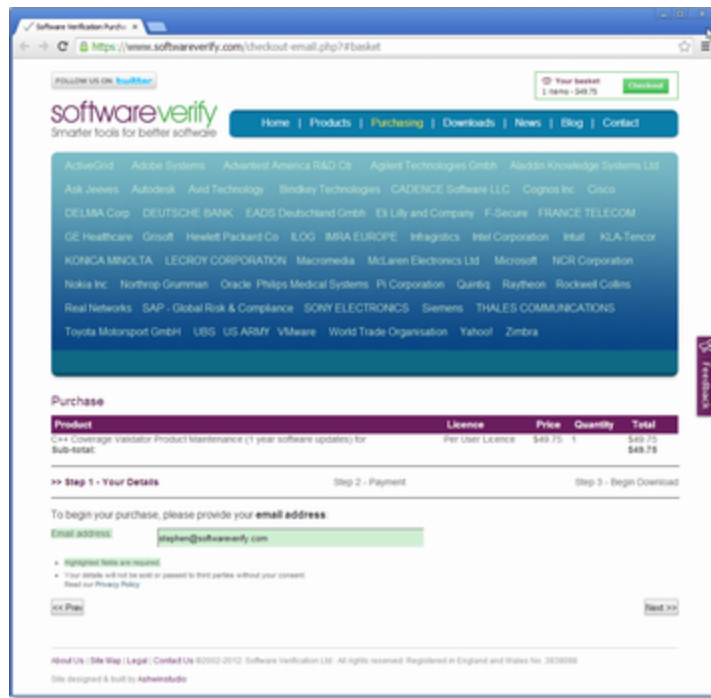 Software Verification Purcha
https://www.softwareverify.com/checkout-email.php?#basket
FOLLOW US ON twitter
Your basket
1 items - $49.75
Checkout
softwareverify
Smarter tools for better software
Home | Products | Purchasing | Downloads | News | Blog | Contact
ActiveGrid Adobe Systems Advantest America R&D Ctr Agilent Technologies Gmbh Aladdin Knowledge Systems Ltd
Ask Jeeves Autodesk Avid Technology Bindkey Technologies CADENCE Software LLC Cognos Inc Cisco
DELMIA Corp DEUTSCHE BANK EADS Deutschland Gmbh Eli Lilly and Company F-Secure FRANCE TELECOM
GE Healthcare Grisoft Hewlett Packard Co ILOG IMRA EUROPE Infragistics Intel Corporation Intuit KLA-Tencor
KONICA MINOLTA LECROY CORPORATION Macromedia McLaren Electronics Ltd Microsoft NCR Corporation
Nokia Inc Northrop Grumman Oracle Philips Medical Systems Pi Corporation Quintiq Raytheon Rockwell Collins
Real Networks SAP - Global Risk & Compliance SONY ELECTRONICS Siemens THALES COMMUNICATIONS
Toyota Motorsport GmbH UBS US ARMY VMware World Trade Organisation Yahoo! Zimbra
Feedback
Purchase
Product Licence Price Quantity Total
C++ Coverage Validator Product Maintenance (1 year software updates) for Per User Licence $49.75 1 $49.75
Sub-total: $49.75
>> Step 1 - Your Details Step 2 - Payment Step 3 - Begin Download
To begin your purchase, please provide your email address:
Email address: stephen@softwareverify.com
Highlighted fields are required.
Your details will not be sold or passed to third parties without your consent.
Read our Privacy Policy
<< Prev Next >>
About Us | Site Map | Legal | Contact Us ©2002-2012 Software Verification Ltd. All rights reserved. Registered in England and Wales No. 3839088
Site designed & built by Ashwinstudio